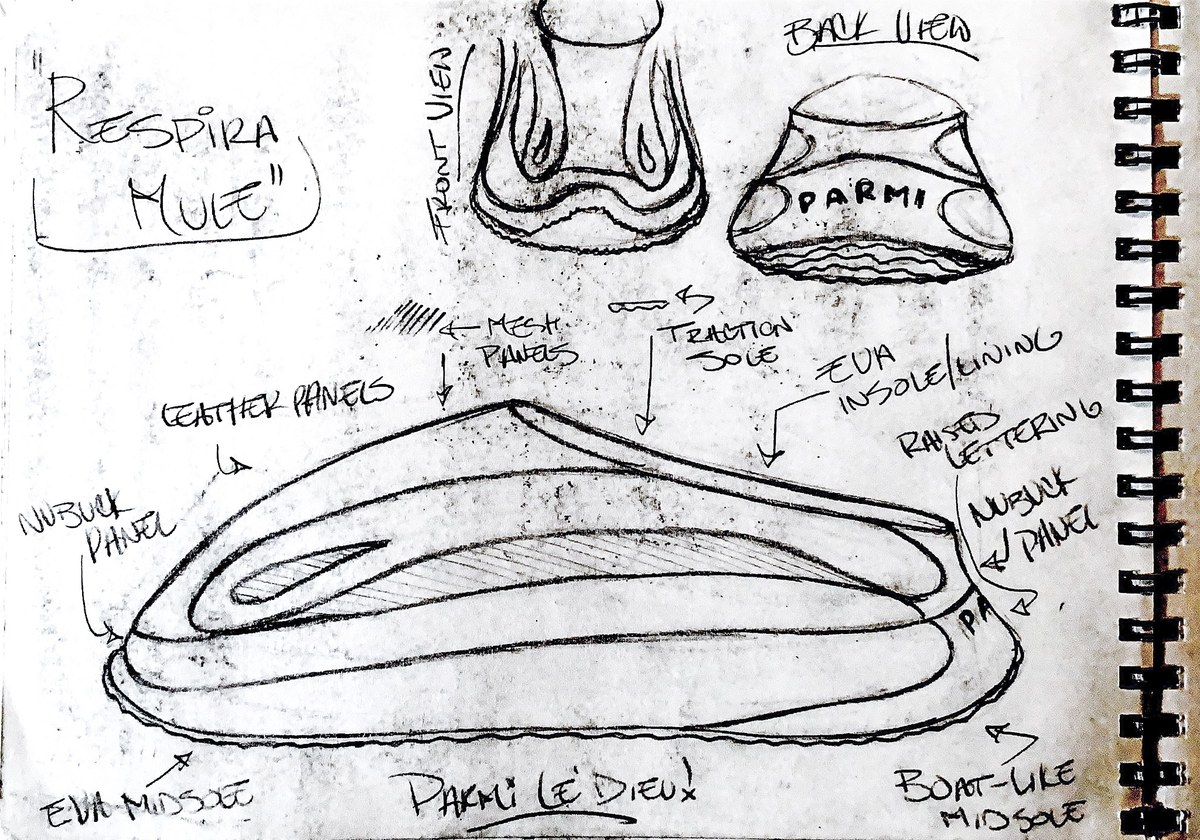 "RESPIRA
MULE"
FRONT VIEW
BACK VIEW
PARMI
MESH
PANELS
TRACTION
SOLE
EVA
INSOLE/LINING
LEATHER PANELS
RAISED
LETTERING
NUBUCK
PANEL
NUBUCK
PANEL
PA
EVA MIDSOLE
PARMI LE DIEU!
BOAT-LIKE
MIDSOLE